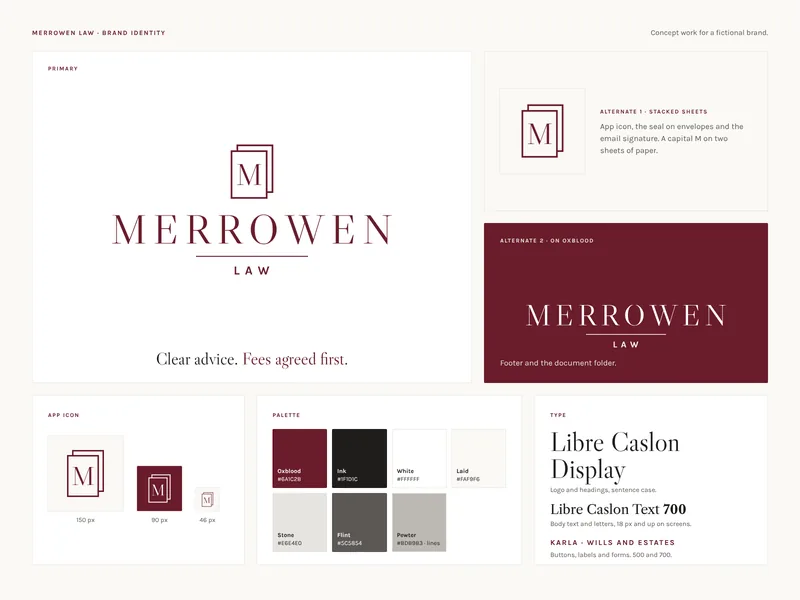 MERROWEN LAW · BRAND IDENTITY
Concept work for a fictional brand.
PRIMARY
M
MERROWEN
LAW
Clear advice. Fees agreed first.
M
ALTERNATE 1 · STACKED SHEETS
App icon, the seal on envelopes and the
email signature. A capital M on two
sheets of paper.
ALTERNATE 2 · ON OXBLOOD
MERROWEN
LAW
Footer and the document folder.
APP ICON
M
M
M
150 px
90 px
46 px
PALETTE
Oxblood
#6A1C2B
Ink
#1F1D1C
White
#FFFFFF
Laid
#FAF9F6
Stone
#E6E4E0
Flint
#5C5854
Pewter
#BDB9B3 · lines
TYPE
Libre Caslon
Display
Logo and headings, sentence case.
Libre Caslon Text 700
Body text and letters, 18 px and up on screens.
KARLA · WILLS AND ESTATES
Buttons, labels and forms. 500 and 700.